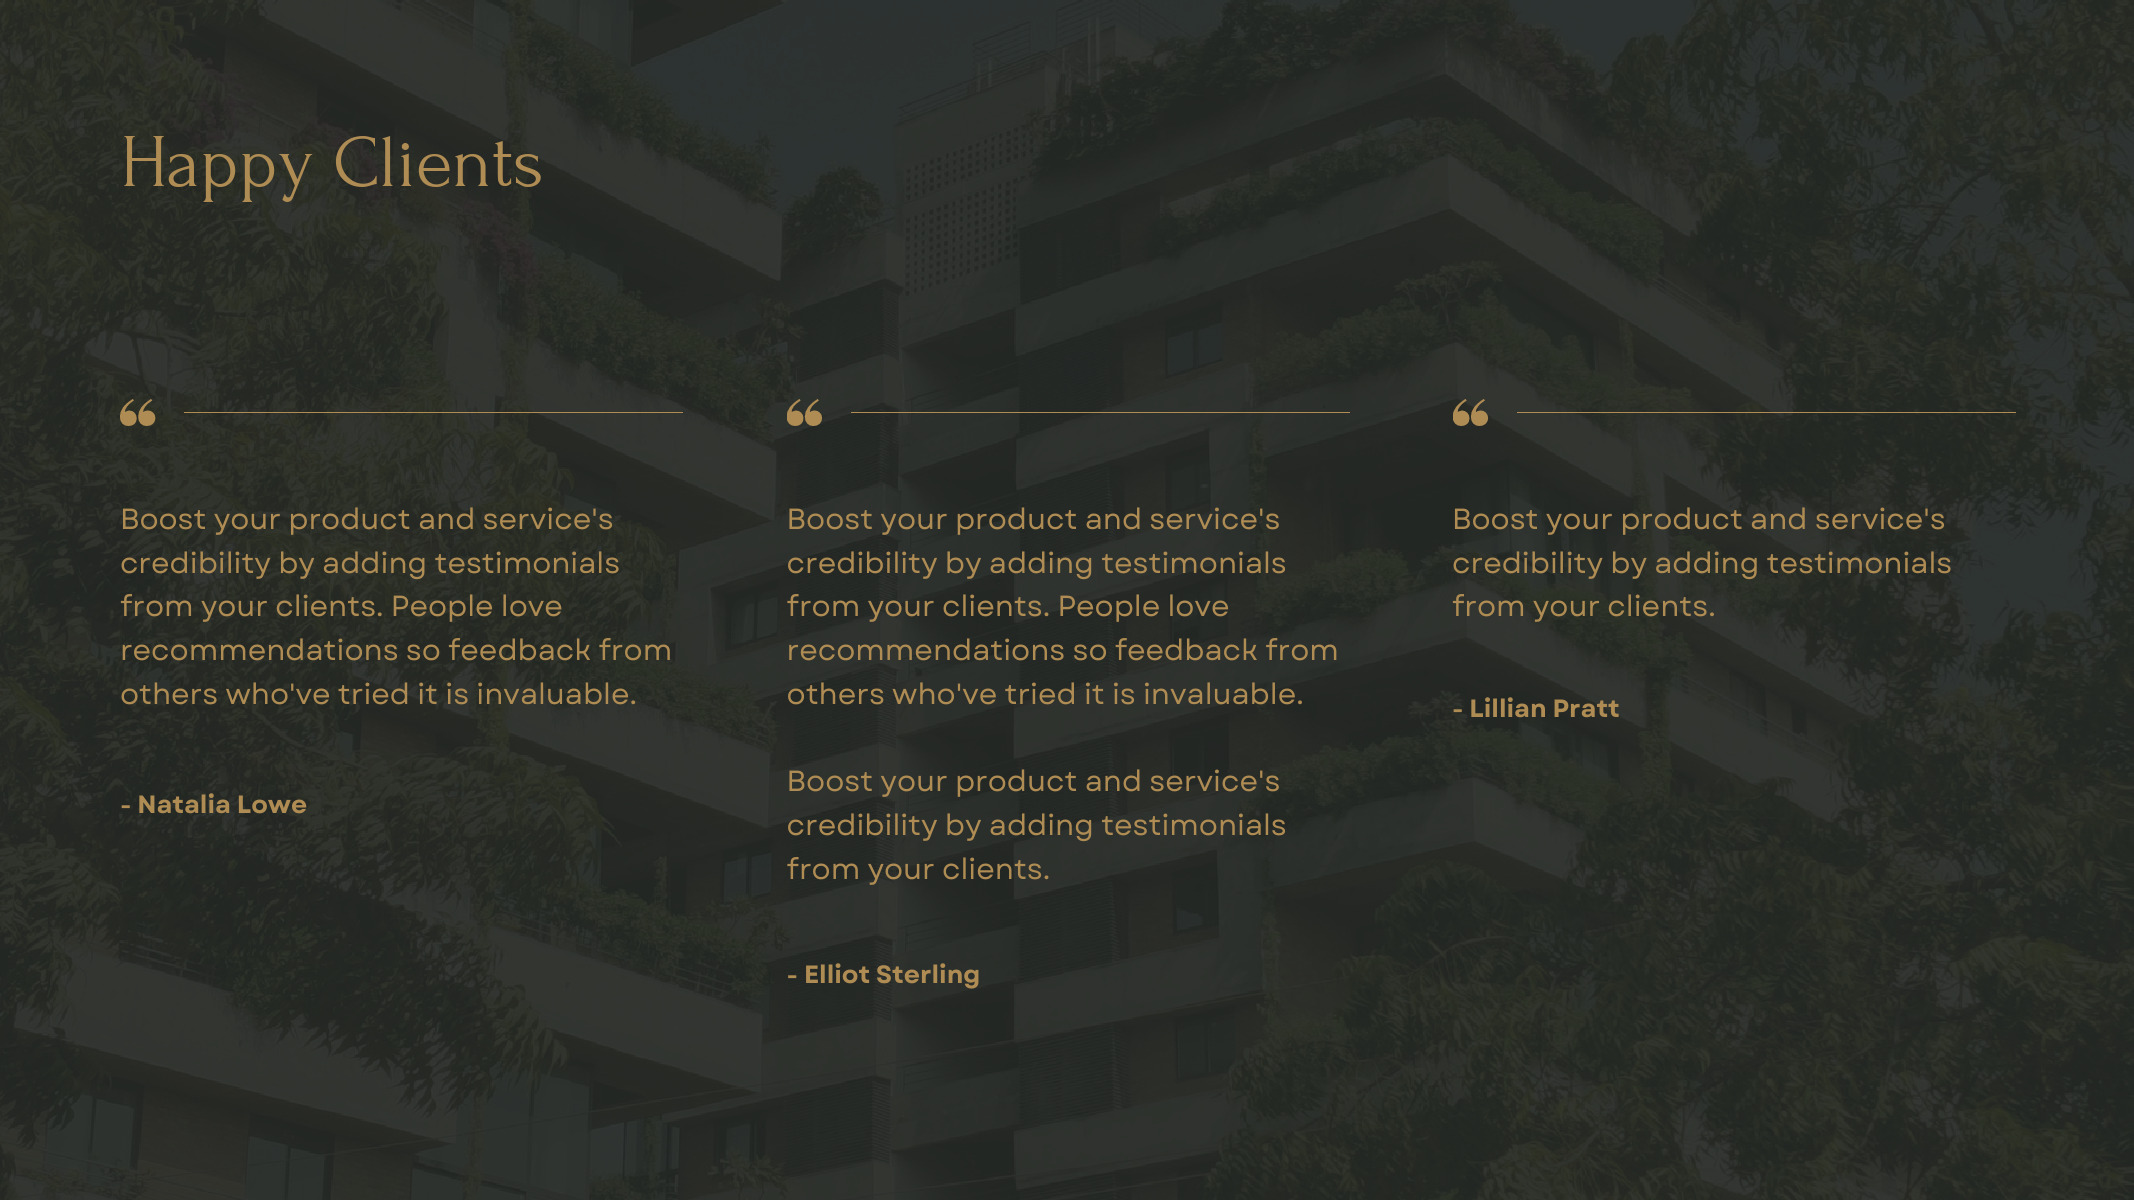 Happy Clients
“
Boost your product and service's
credibility by adding testimonials
from your clients. People love
recommendations so feedback from
others who've tried it is invaluable.
- Natalia Lowe
“
Boost your product and service's
credibility by adding testimonials
from your clients. People love
recommendations so feedback from
others who've tried it is invaluable.
Boost your product and service's
credibility by adding testimonials
from your clients.
- Elliot Sterling
“
Boost your product and service's
credibility by adding testimonials
from your clients.
- Lillian Pratt